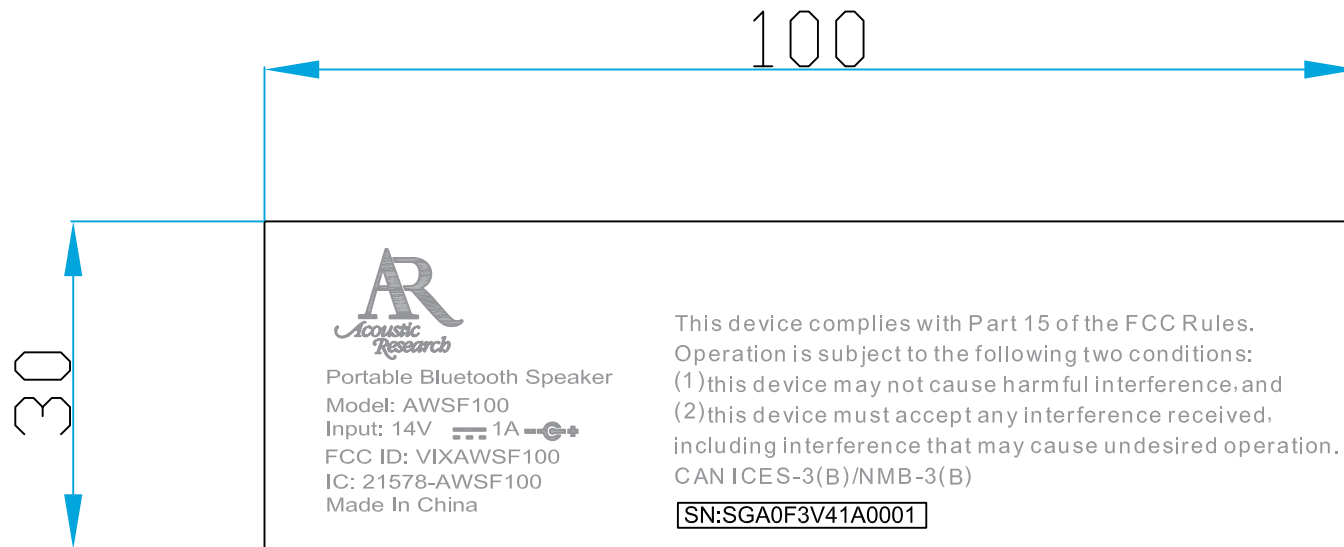 100
30
AR
Acoustic
Research
Portable Bluetooth Speaker
Model: AWSF100
Input: 14V 1A
FCC ID: VIXAWSF100
IC: 21578-AWSF100
Made In China
This device complies with Part 15 of the FCC Rules.
Operation is subject to the following two conditions:
(1)this device may not cause harmful interference,and
(2)this device must accept any interference received,
including interference that may cause undesired operation.
CAN ICES-3(B)/NMB-3(B)
SN:SGA0F3V41A0001